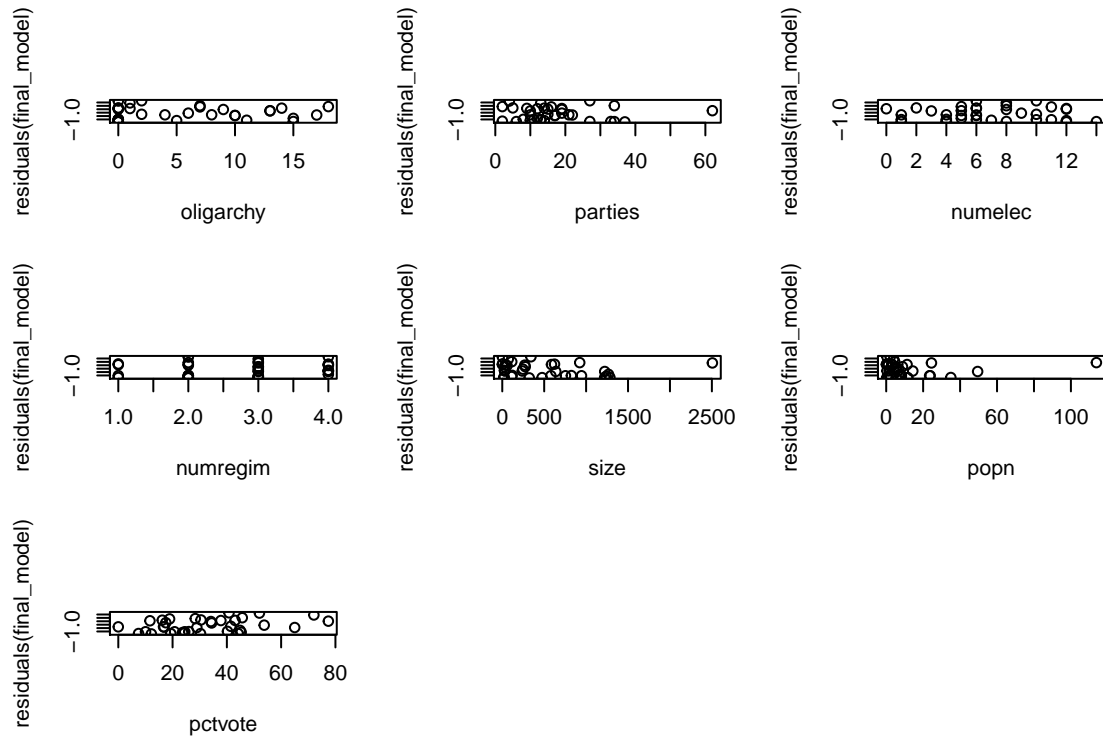 residuals(final_model)
−1.0
0 5 10 15
oligarchy
residuals(final_model)
−1.0
0 20 40 60
parties
residuals(final_model)
−1.0
0 2 4 6 8 12
numelec
residuals(final_model)
−1.0
1.0 2.0 3.0 4.0
numregim
residuals(final_model)
−1.0
0 500 1500 2500
size
residuals(final_model)
−1.0
0 20 60 100
popn
residuals(final_model)
−1.0
0 20 40 60 80
pctvote